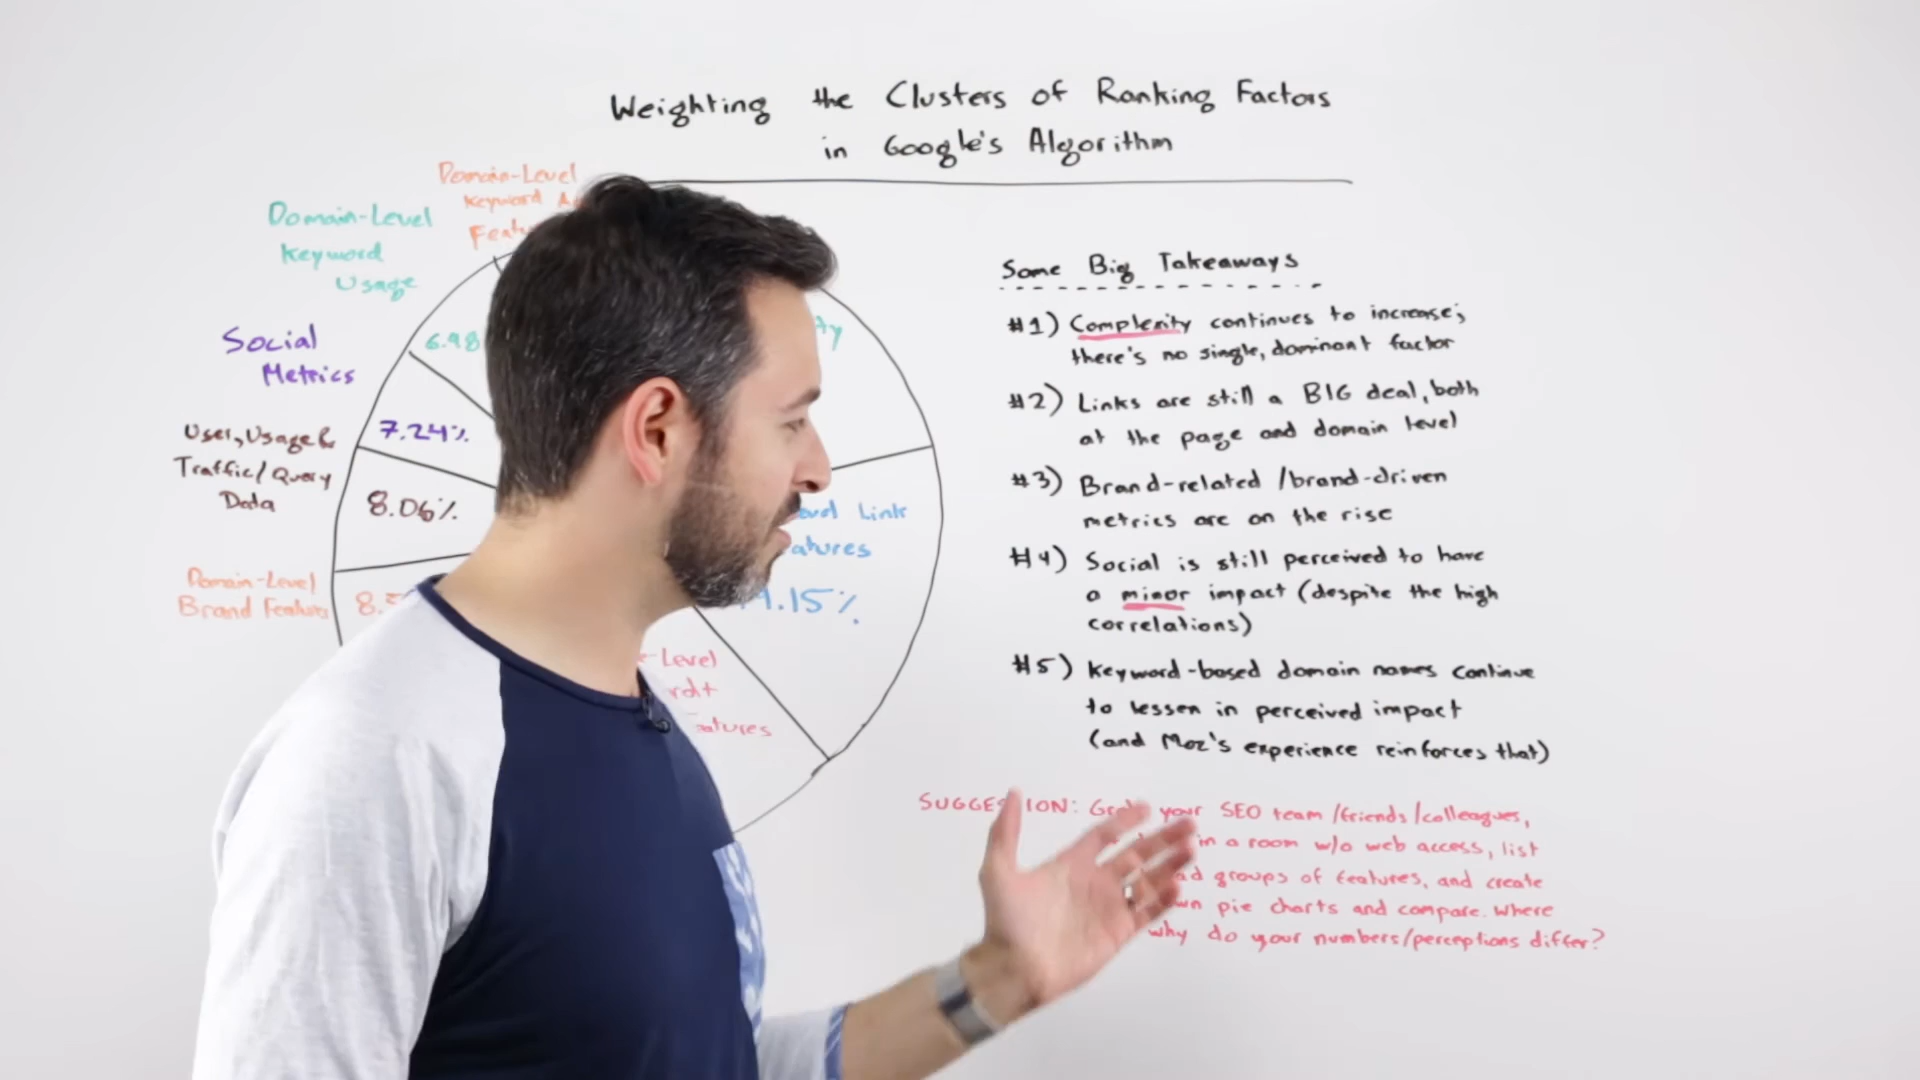 Weighting the Clusters of Ranking Factors
in Google's Algorithm
Domain-Level
Keyword
Domain-Level
Keyword
Usage
6.98
Social
Metrics
7.24%
User, Usage &
Traffic/Query
Data
8.06%
Domain-Level
Brand Features
Link
9.15%
Level
Some Big Takeaways
#1) Complexity continues to increase;
there's no single, dominant factor
#2) Links are still a BIG deal, both
at the page and domain level
#3) Brand-related/brand-driven
metrics are on the rise
#4) Social is still perceived to have
a minor impact (despite the high
correlations)
#5) Keyword-based domain names continue
to lessen in perceived impact
(and Moz's experience reinforces that)
SUGGESTION: your SEO team/friends/colleagues,
in a room w/o web access, list
groups of features, and create
pie charts and compare. Where
why do your numbers/perceptions differ?